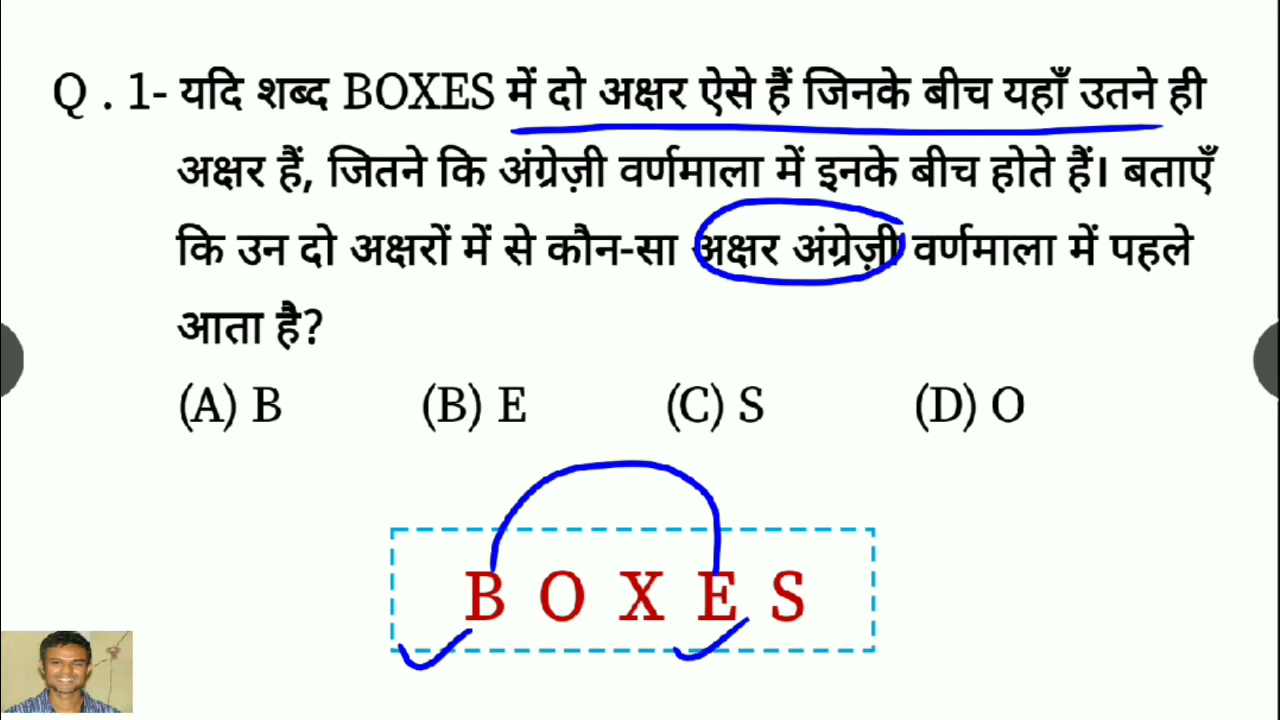 Q . 1- यदि शब्द BOXES में दो अक्षर ऐसे हैं जिनके बीच यहाँ उतने ही
अक्षर हैं, जितने कि अंग्रेज़ी वर्णमाला में इनके बीच होते हैं। बताएँ
कि उन दो अक्षरों में से कौन-सा अक्षर अंग्रेज़ी वर्णमाला में पहले
आता है?
(A) B (B) E (C) S (D) O
B O X E S